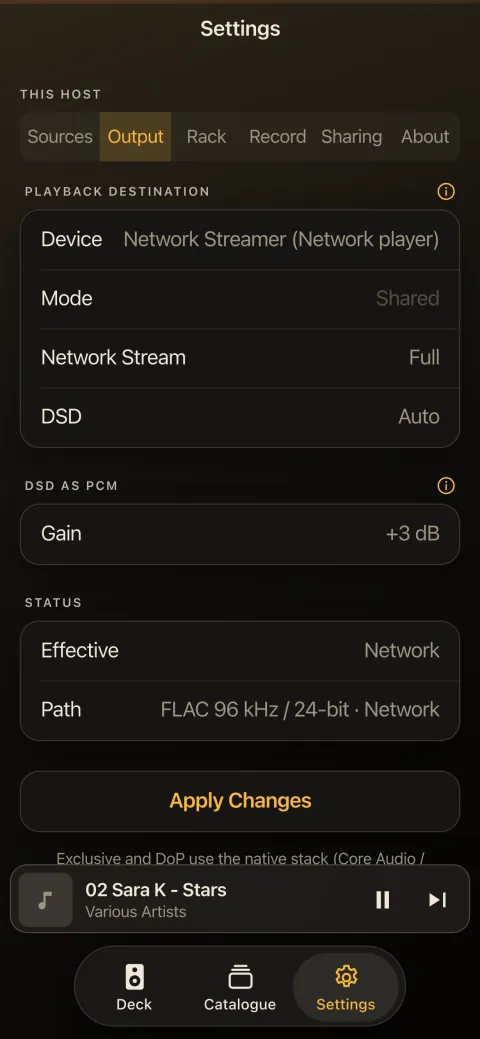 Settings
THIS HOST
Sources Output Rack Record Sharing About
PLAYBACK DESTINATION
Device Network Streamer (Network player)
Mode Shared
Network Stream Full
DSD Auto
DSD AS PCM
Gain +3 dB
STATUS
Effective Network
Path FLAC 96 kHz / 24-bit · Network
Apply Changes
Exclusive and DoP use the native stack (Core Audio /
02 Sara K - Stars
Various Artists
Deck Catalogue Settings